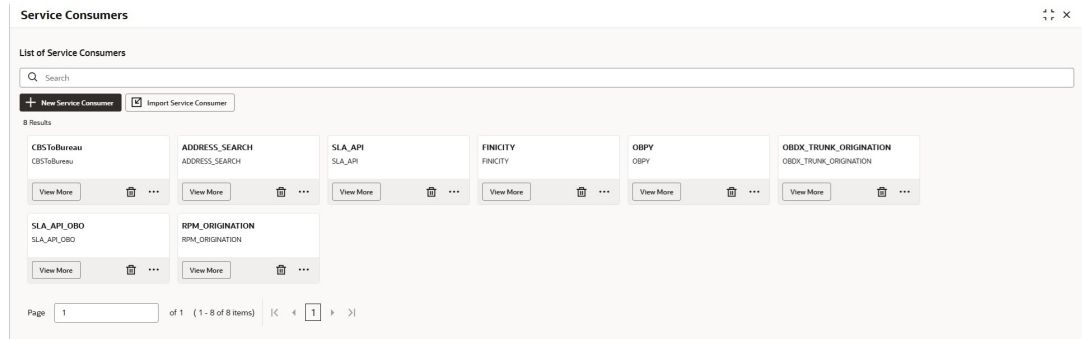 Service Consumers
List of Service Consumers
Search
New Service Consumer Import Service Consumer
8 Results
CBSToBureau ADDRESS_SEARCH SLA_API FINICITY OBPY OBDX_TRUNK_ORIGINATION
CBSToBureau ADDRESS_SEARCH SLA_API FINICITY OBPY OBDX_TRUNK_ORIGINATION
View More View More View More View More View More View More
SLA_API_OBO RPM_ORIGINATION
SLA_API_OBO RPM_ORIGINATION
View More View More
Page 1 of 1 ( 1 - 8 of 8 items) 1